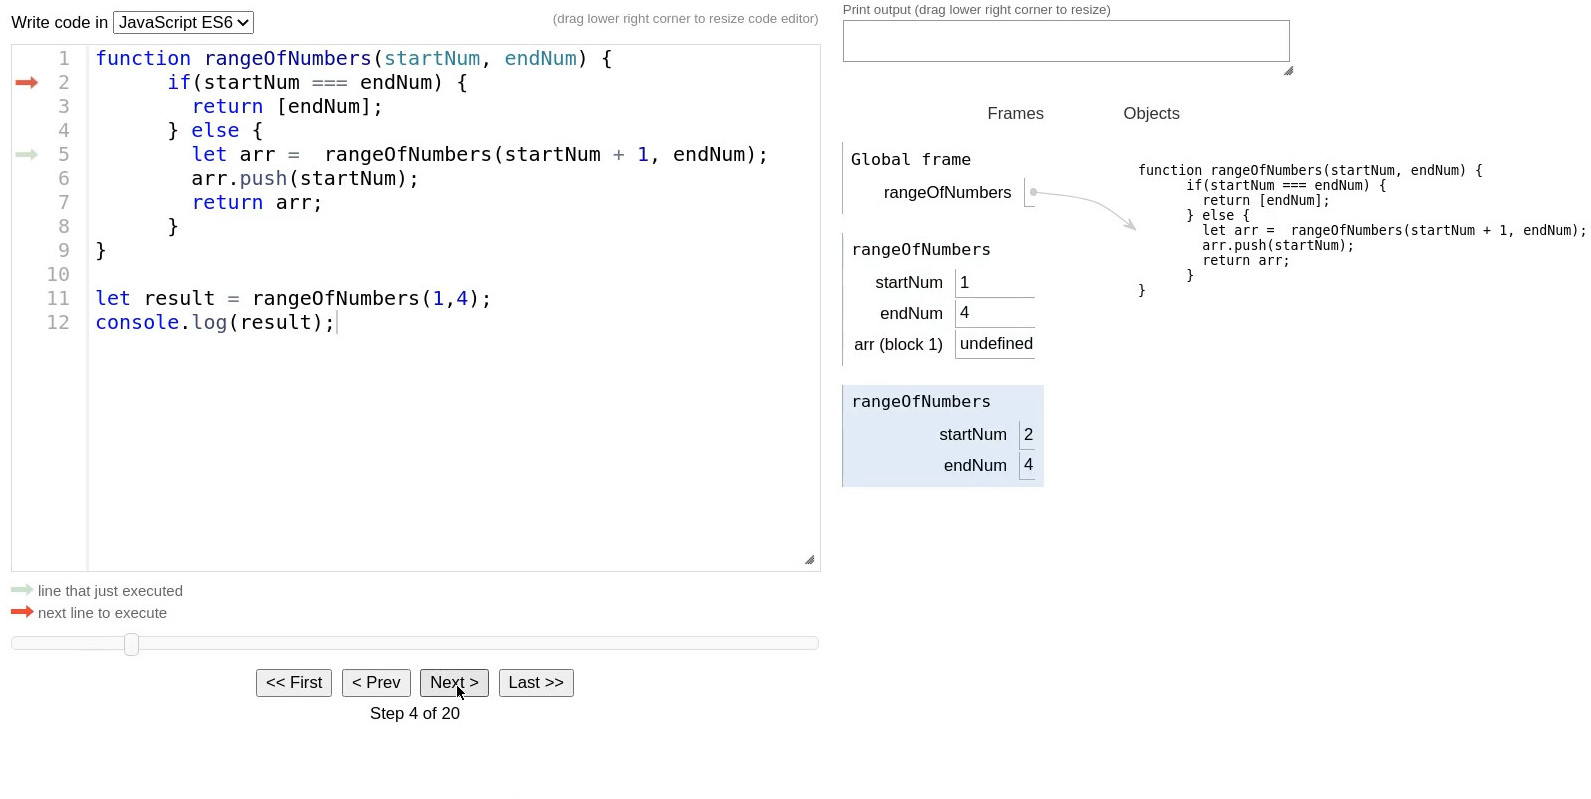 Write code in JavaScript ES6
(drag lower right corner to resize code editor)
1 function rangeOfNumbers(startNum, endNum) {
2 if(startNum === endNum) {
3 return [endNum];
4 } else {
5 let arr =  rangeOfNumbers(startNum + 1, endNum);
6 arr.push(startNum);
7 return arr;
8 }
9 }
10
11 let result = rangeOfNumbers(1,4);
12 console.log(result);
line that just executed
next line to execute
<< First
< Prev
Next >
Last >>
Step 4 of 20
Print output (drag lower right corner to resize)
Frames
Objects
Global frame
rangeOfNumbers
rangeOfNumbers
startNum 1
endNum 4
arr (block 1) undefined
rangeOfNumbers
startNum 2
endNum 4
function rangeOfNumbers(startNum, endNum) {
if(startNum === endNum) {
return [endNum];
} else {
let arr =  rangeOfNumbers(startNum + 1, endNum);
arr.push(startNum);
return arr;
}
}